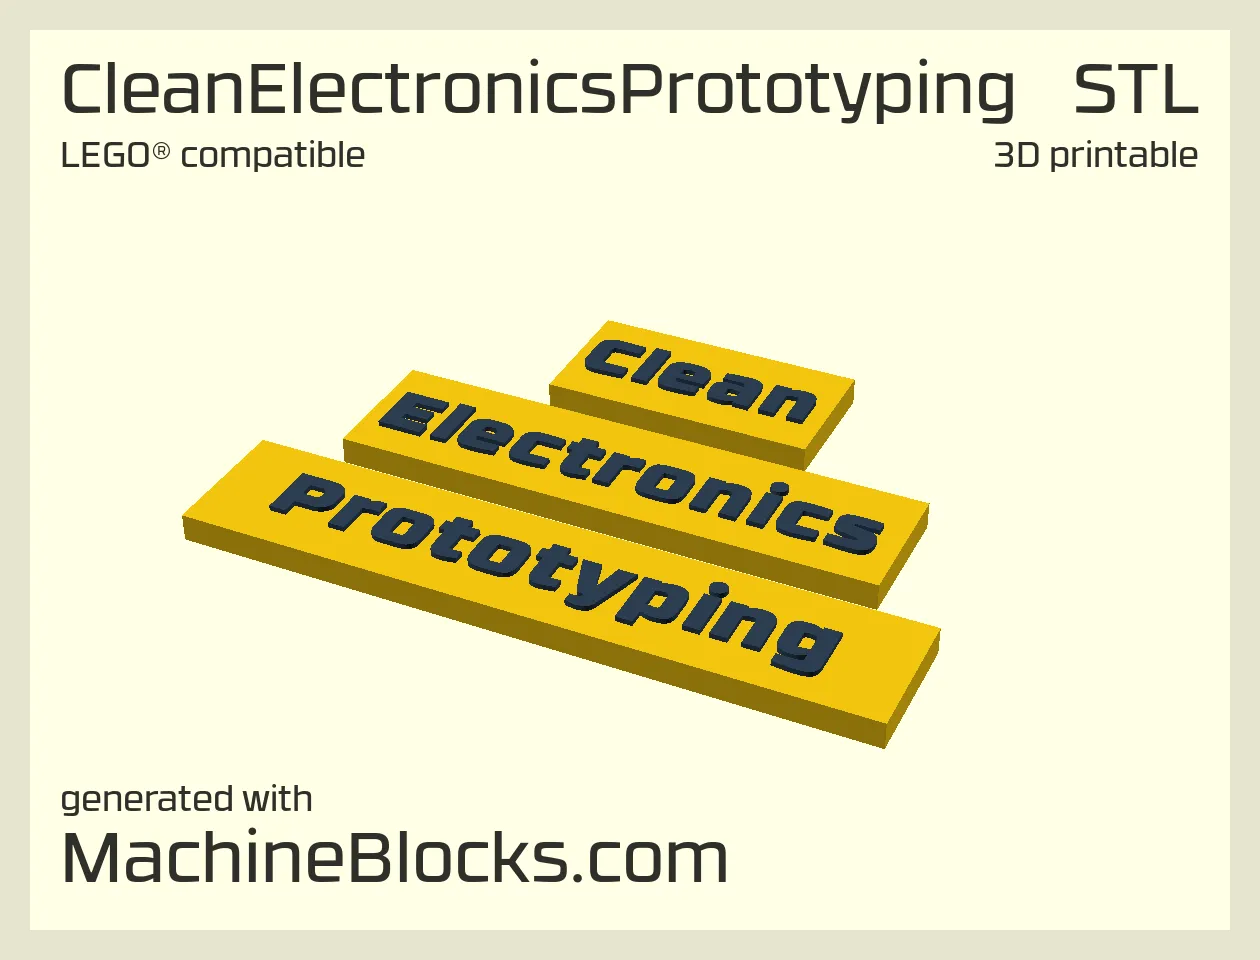 CleanElectronicsPrototyping STL
LEGO® compatible 3D printable
Clean
Electronics
Prototyping
generated with
MachineBlocks.com